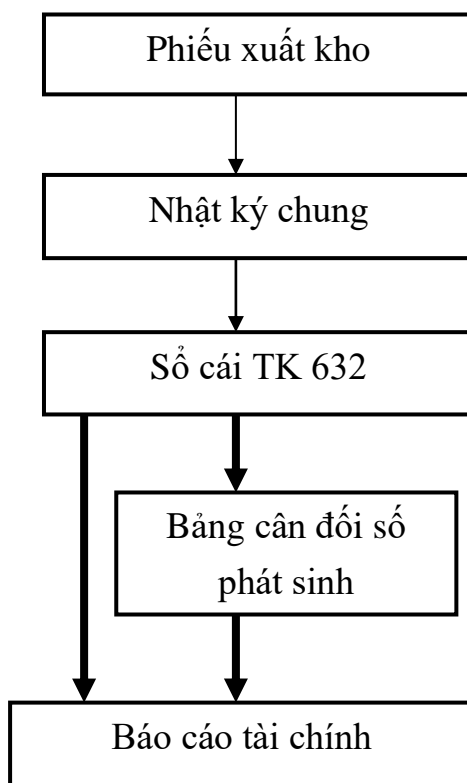 Phiếu xuất kho
Nhật ký chung
Sổ cái TK 632
Bảng cân đối số
phát sinh
Báo cáo tài chính